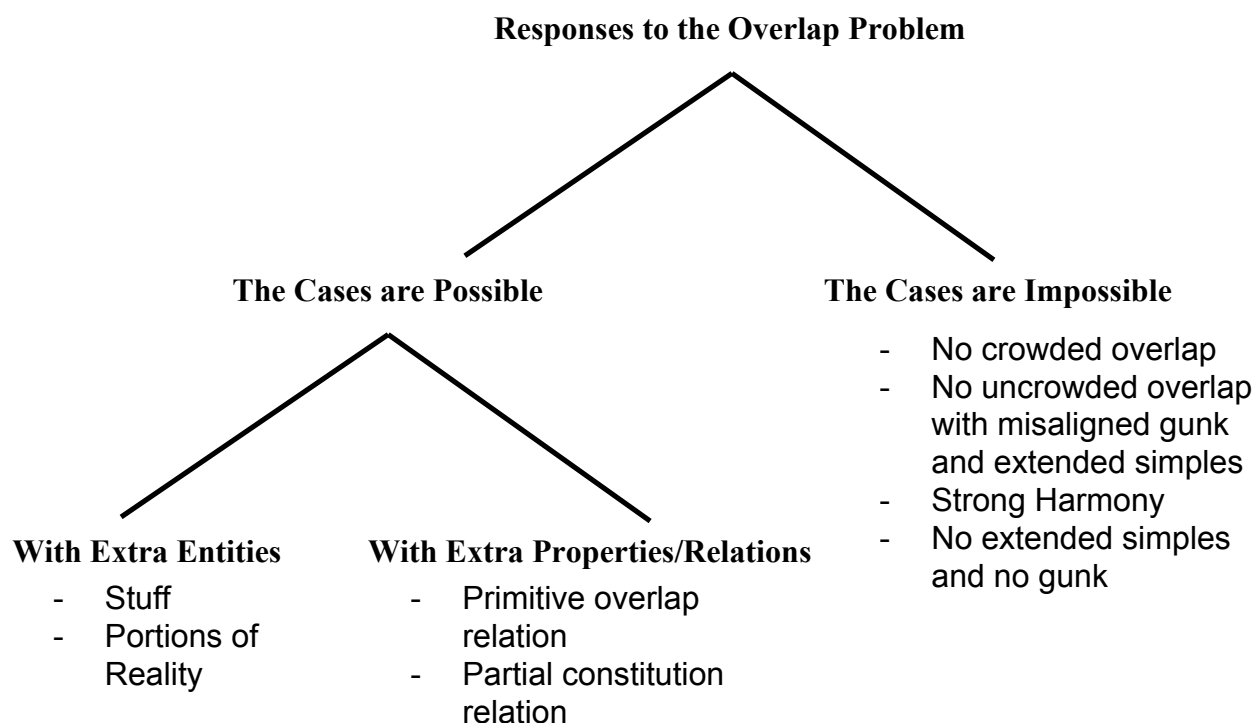 Responses to the Overlap Problem
The Cases are Possible
The Cases are Impossible
- No crowded overlap
- No uncrowded overlap
with misaligned gunk
and extended simples
- Strong Harmony
- No extended simples
and no gunk
With Extra Entities
- Stuff
- Portions of
Reality
With Extra Properties/Relations
- Primitive overlap
relation
- Partial constitution
relation